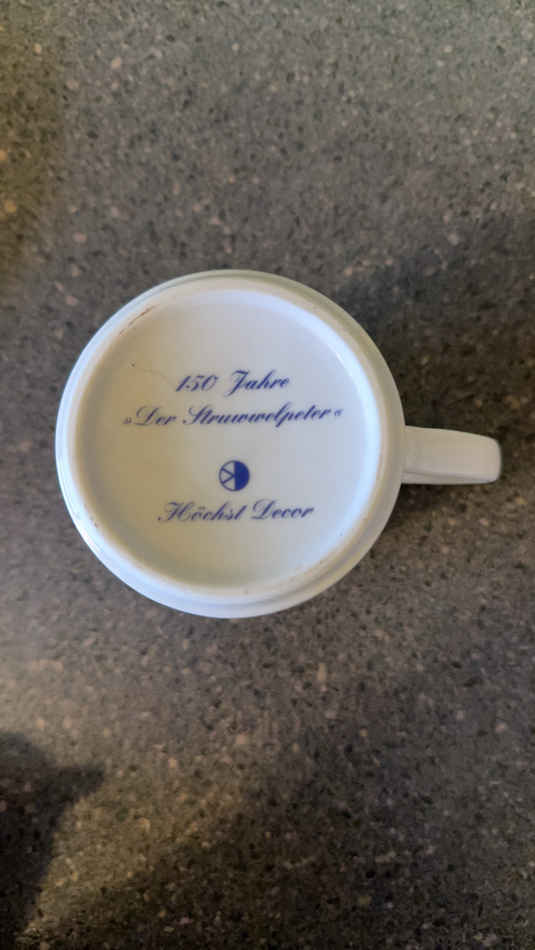 150 Jahre
»Der Struwwelpeter«
Höchst Decor